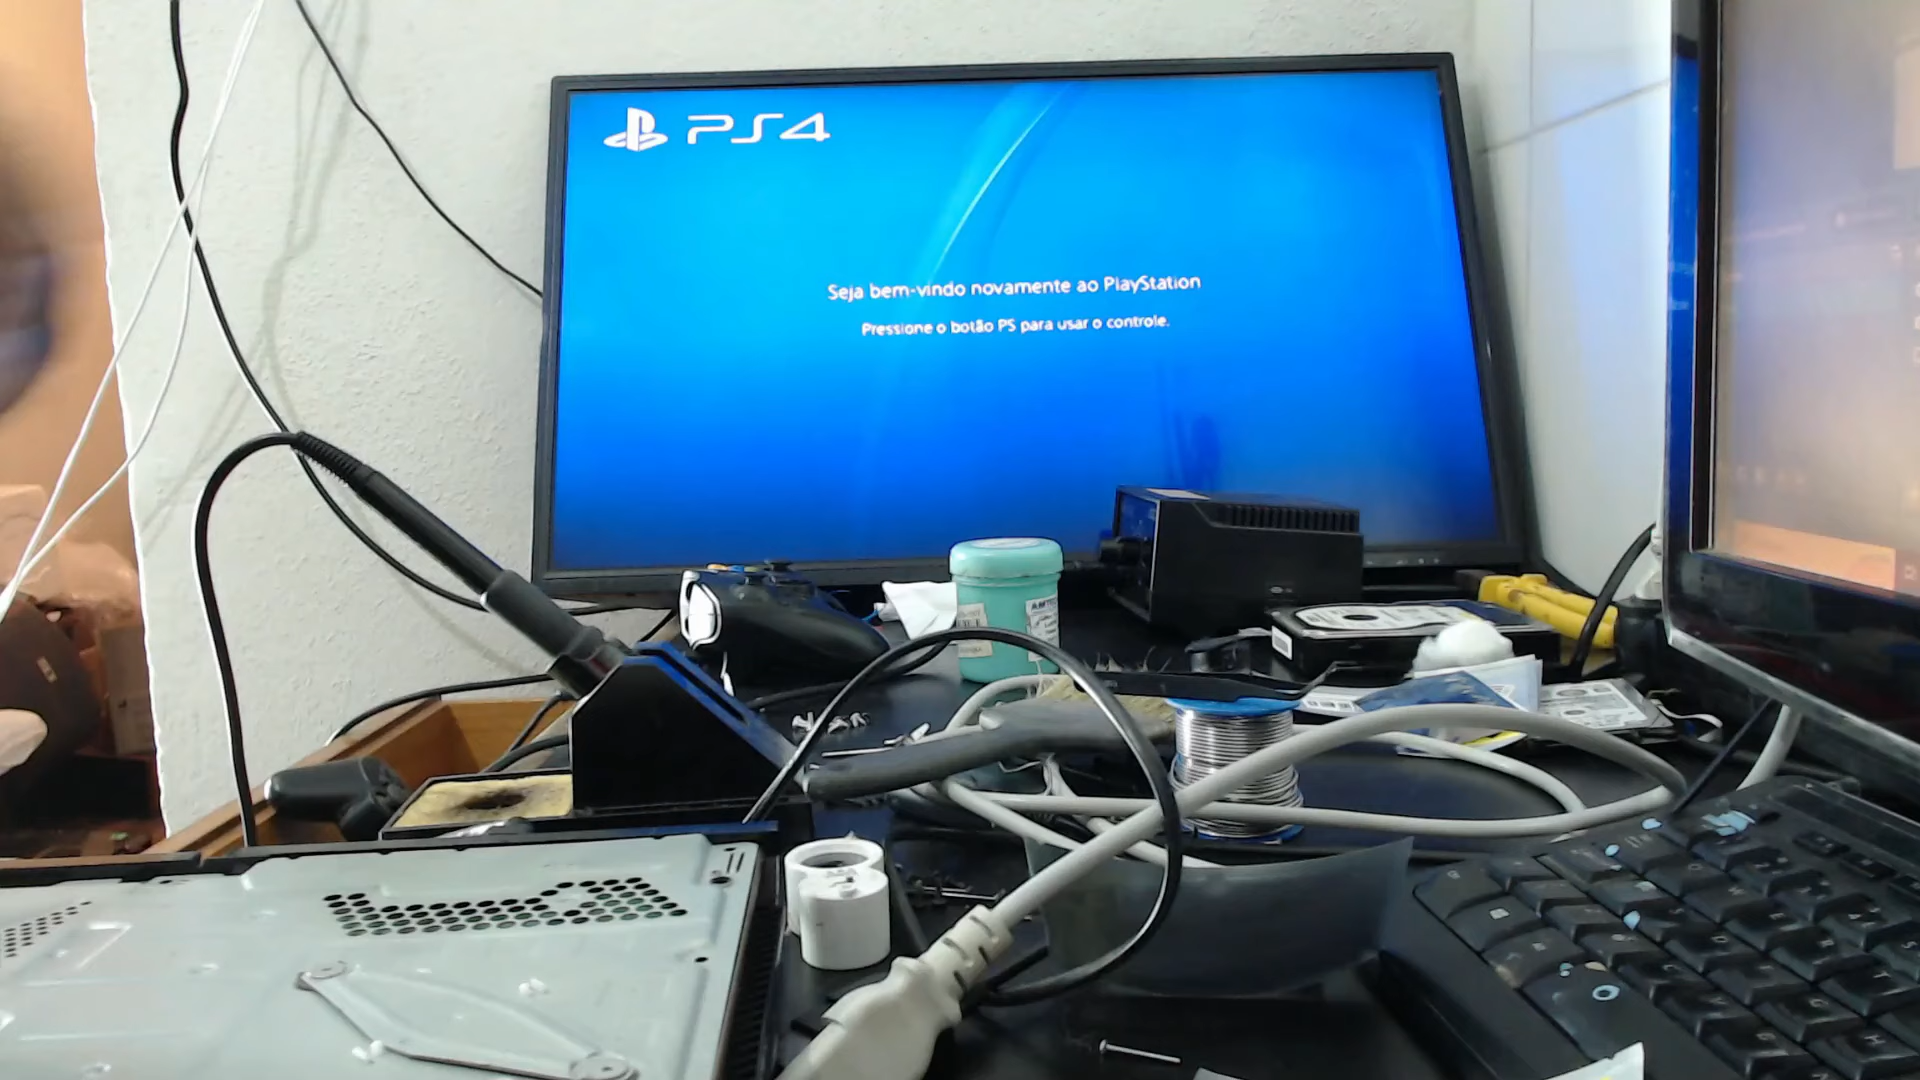 PS4
Seja bem-vindo novamente ao PlayStation
Pressione o botão PS para usar o controle.